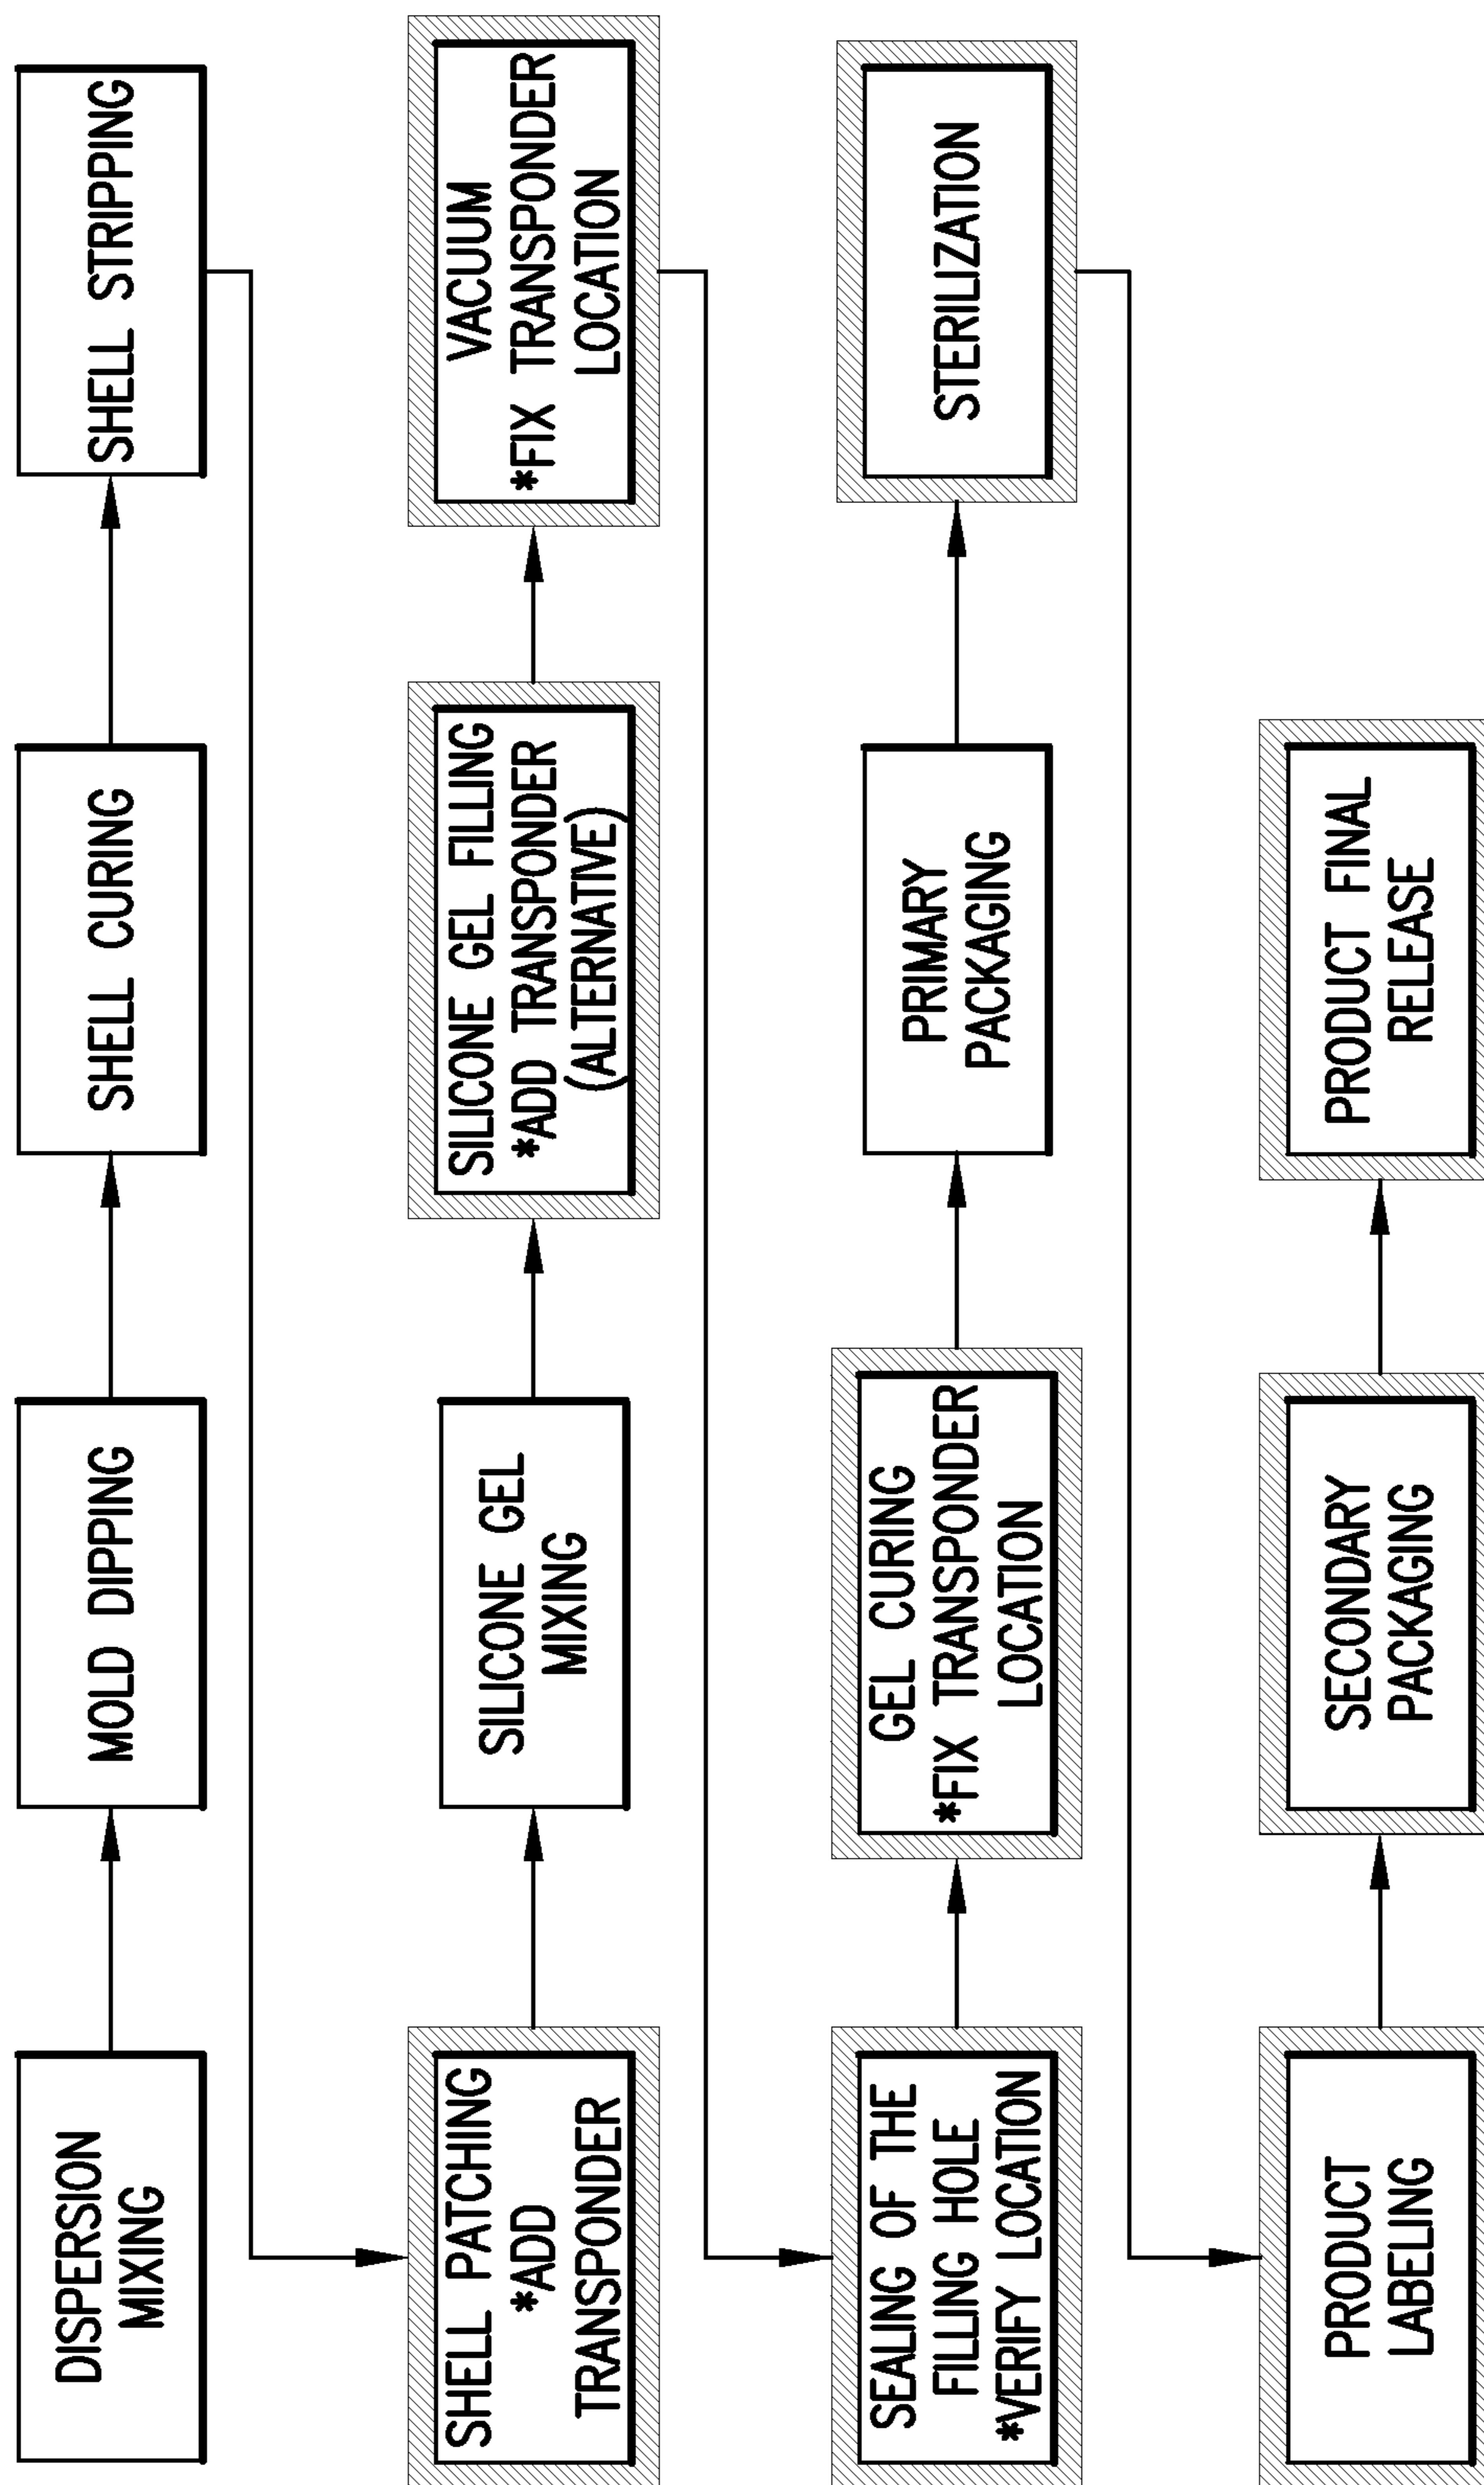 DISPERSION
MIXING
MOLD DIPPING
SHELL CURING
SHELL STRIPPING
SHELL PATCHING
*ADD
TRANSPONDER
SILICONE GEL
MIXING
SILICONE GEL FILLING
*ADD TRANSPONDER
(ALTERNATIVE)
VACUUM
*FIX TRANSPONDER
LOCATION
SEALING OF THE
FILLING HOLE
*VERIFY LOCATION
GEL CURING
*FIX TRANSPONDER
LOCATION
PRIMARY
PACKAGING
STERILIZATION
PRODUCT
LABELING
SECONDARY
PACKAGING
PRODUCT FINAL
RELEASE